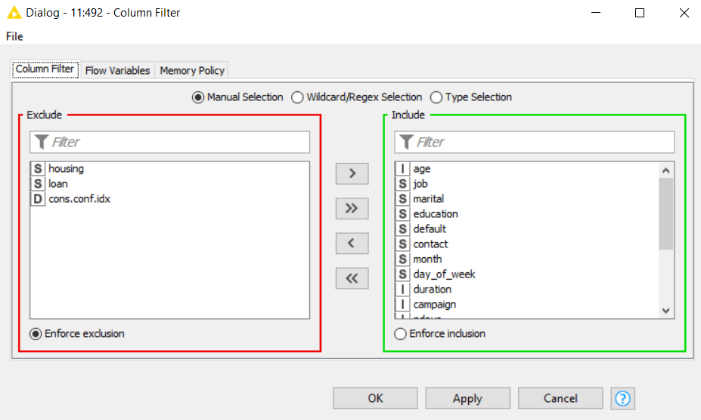 Dialog - 11:492 - Column Filter
File
Column Filter Flow Variables Memory Policy
Manual Selection Wildcard/Regex Selection Type Selection
Exclude
Filter
S housing
S loan
D cons.conf.idx
Enforce exclusion
>
>>
<
<<
Include
Filter
I age
S job
S marital
S education
S default
S contact
S month
S day_of_week
I duration
I campaign
Enforce inclusion
OK Apply Cancel ?